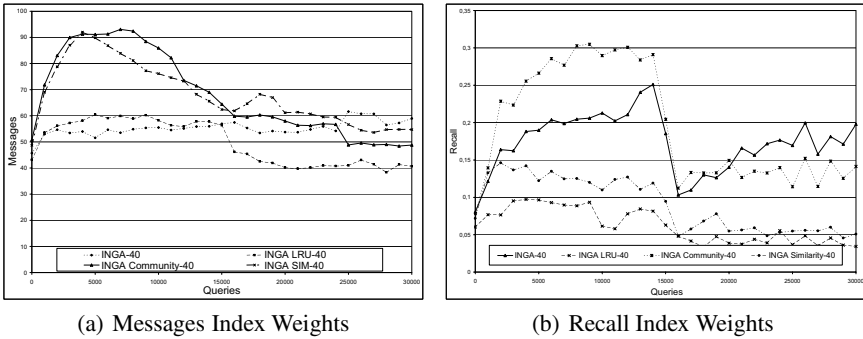 100
90
80
70
60
50
40
30
20
10
0
Messages
0 5000 10000 15000 20000 25000 30000
Queries
INGA-40 INGA LRU-40
INGA Community-40 INGA SIM-40
(a) Messages Index Weights
0,35
0,3
0,25
0,2
0,15
0,1
0,05
0
Recall
0 5000 10000 15000 20000 25000 30000
Queries
INGA-40 INGA LRU-40 INGA Community-40 INGA Similarity-40
(b) Recall Index Weights